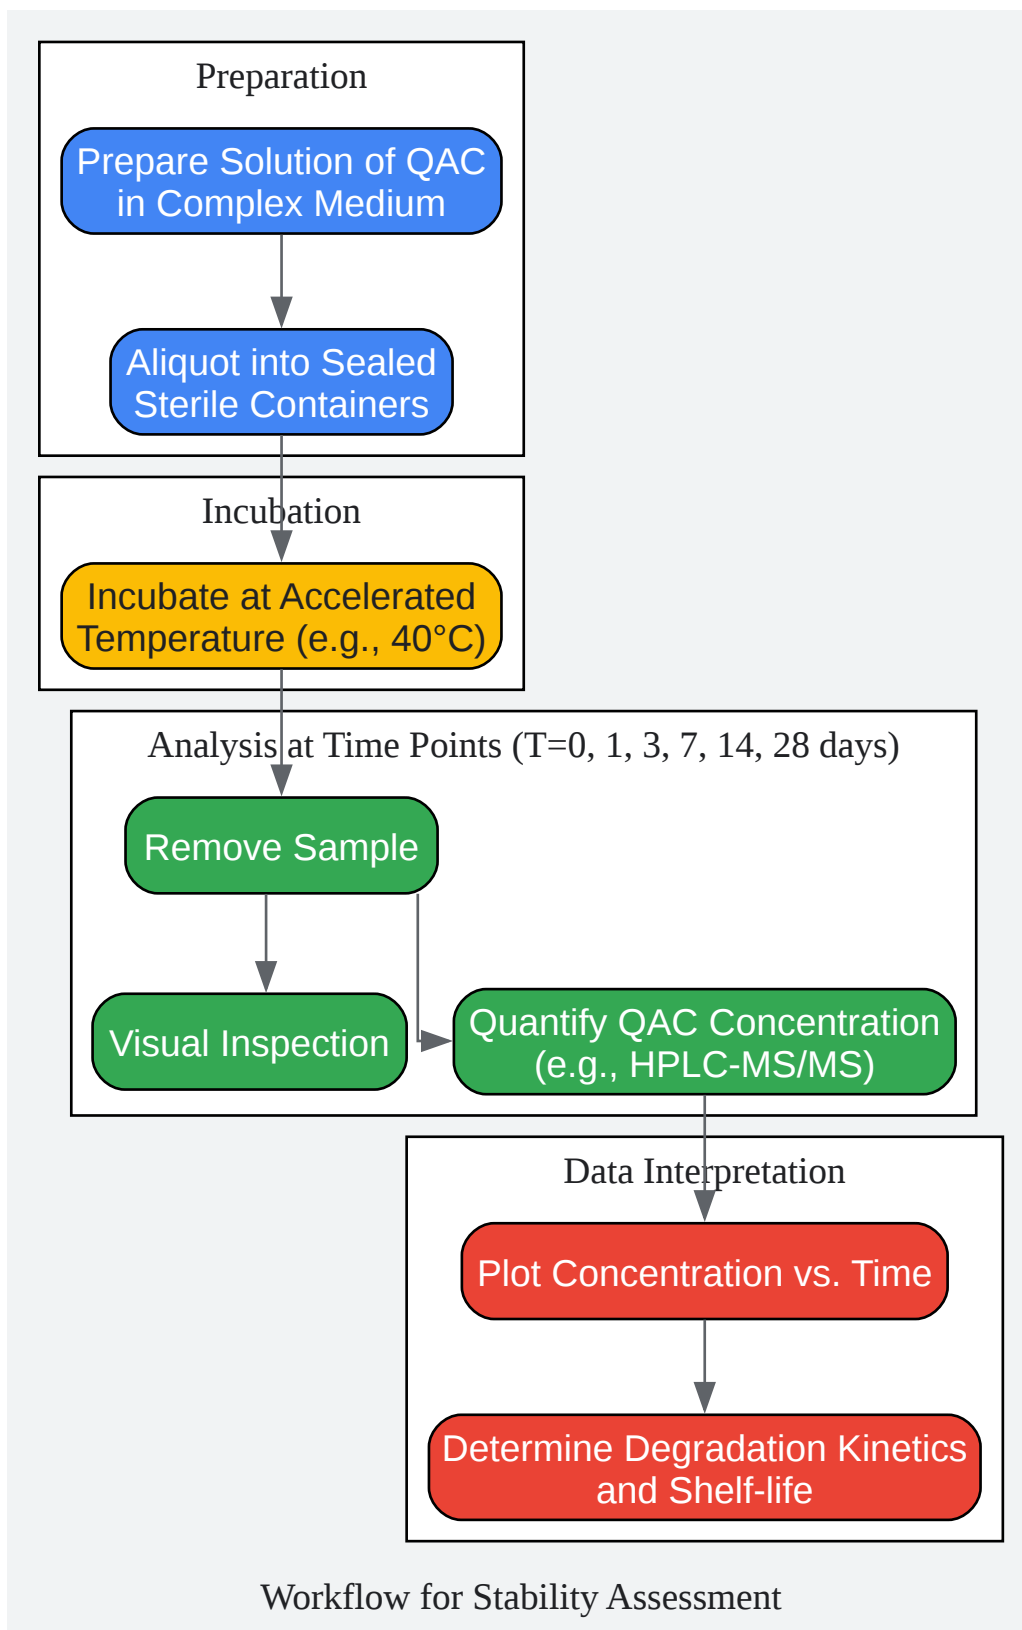 Preparation
Prepare Solution of QAC
in Complex Medium
Aliquot into Sealed
Sterile Containers
Incubation
Incubate at Accelerated
Temperature (e.g., 40°C)
Analysis at Time Points (T=0, 1, 3, 7, 14, 28 days)
Remove Sample
Visual Inspection
Quantify QAC Concentration
(e.g., HPLC-MS/MS)
Data Interpretation
Plot Concentration vs. Time
Determine Degradation Kinetics
and Shelf-life
Workflow for Stability Assessment